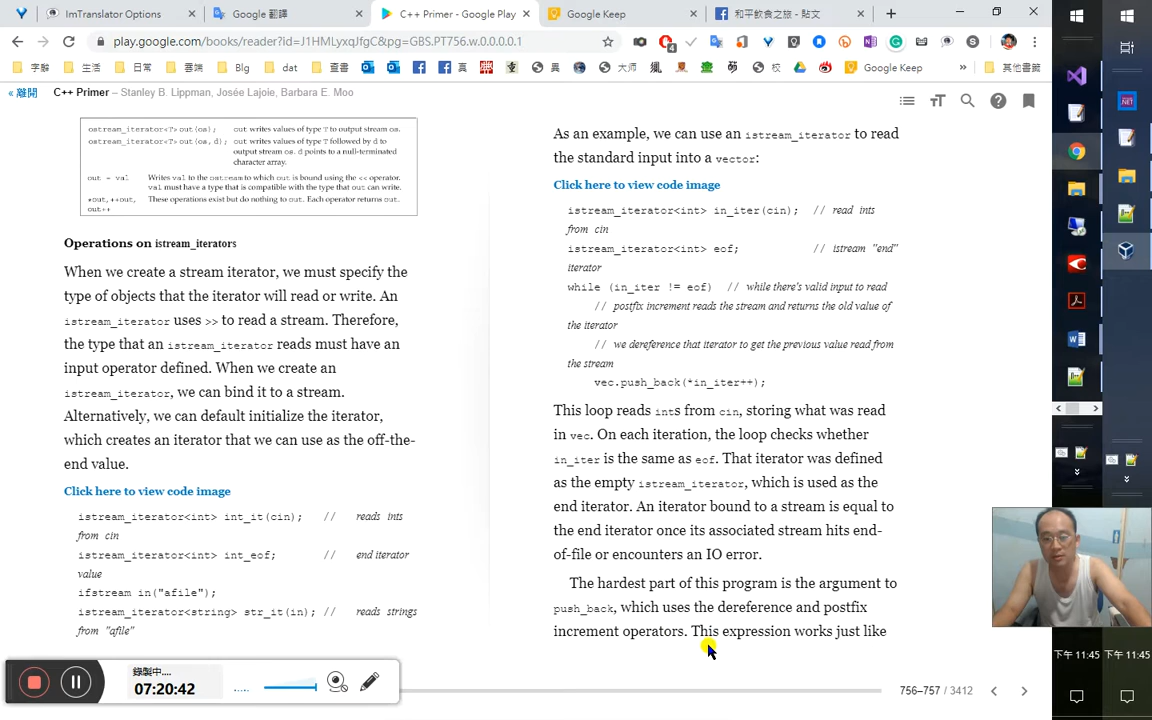 ImTranslator Options
Google 翻譯
C++ Primer - Google Play
Google Keep
和平飲食之旅 - 貼文
play.google.com/books/reader?id=J1HMLyxqJfgC&pg=GBS.PT756.w.0.0.0.0.1
字辭
生活
日常
雲端
Blg
dat
查書
真
異
大师
校
Google Keep
»
其他書籤
« 離開
C++ Primer – Stanley B. Lippman, Josée Lajoie, Barbara E. Moo
ostream_iterator<T> out(os); out writes values of type T to output stream os.
ostream_iterator<T> out(os, d); out writes values of type T followed by d to
output stream os. d points to a null-terminated
character array.
out = val Writes val to the ostream to which out is bound using the << operator.
val must have a type that is compatible with the type that out can write.
*out, ++out, These operations exist but do nothing to out. Each operator returns out.
out++
Operations on istream_iterators
When we create a stream iterator, we must specify the
type of objects that the iterator will read or write. An
istream_iterator uses >> to read a stream. Therefore,
the type that an istream_iterator reads must have an
input operator defined. When we create an
istream_iterator, we can bind it to a stream.
Alternatively, we can default initialize the iterator,
which creates an iterator that we can use as the off-the-
end value.
Click here to view code image
istream_iterator<int> int_it(cin); // reads ints
from cin
istream_iterator<int> int_eof; // end iterator
value
ifstream in("afile");
istream_iterator<string> str_it(in); // reads strings
from "afile"
As an example, we can use an istream_iterator to read
the standard input into a vector:
Click here to view code image
istream_iterator<int> in_iter(cin); // read ints
from cin
istream_iterator<int> eof; // istream "end"
iterator
while (in_iter != eof) // while there's valid input to read
// postfix increment reads the stream and returns the old value of
the iterator
// we dereference that iterator to get the previous value read from
the stream
vec.push_back(*in_iter++);
This loop reads ints from cin, storing what was read
in vec. On each iteration, the loop checks whether
in_iter is the same as eof. That iterator was defined
as the empty istream_iterator, which is used as the
end iterator. An iterator bound to a stream is equal to
the end iterator once its associated stream hits end-
of-file or encounters an IO error.
The hardest part of this program is the argument to
push_back, which uses the dereference and postfix
increment operators. This expression works just like
錄製中...
07:20:42
756–757 / 3412
下午 11:45
下午 11:45